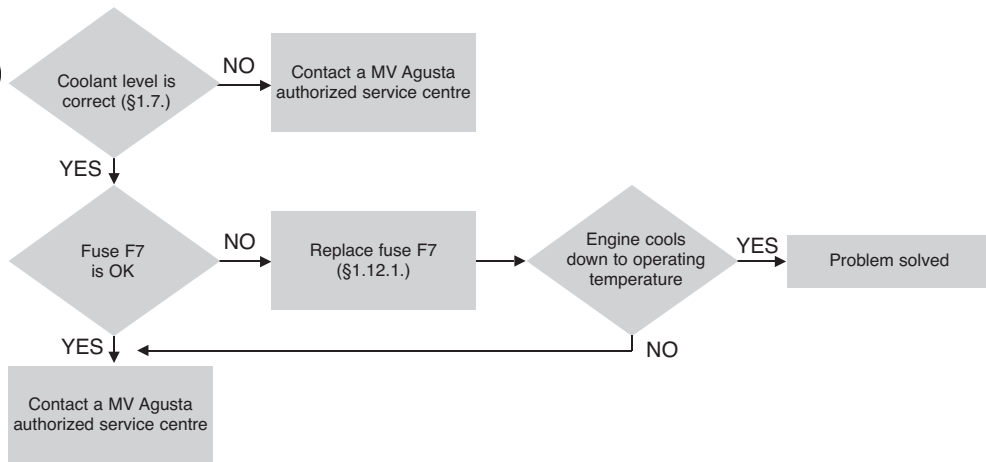 Coolant level is
correct (§1.7.)
NO
Contact a MV Agusta
authorized service centre
YES
Fuse F7
is OK
NO
Replace fuse F7
(§1.12.1.)
Engine cools
down to operating
temperature
YES
Problem solved
YES
NO
Contact a MV Agusta
authorized service centre